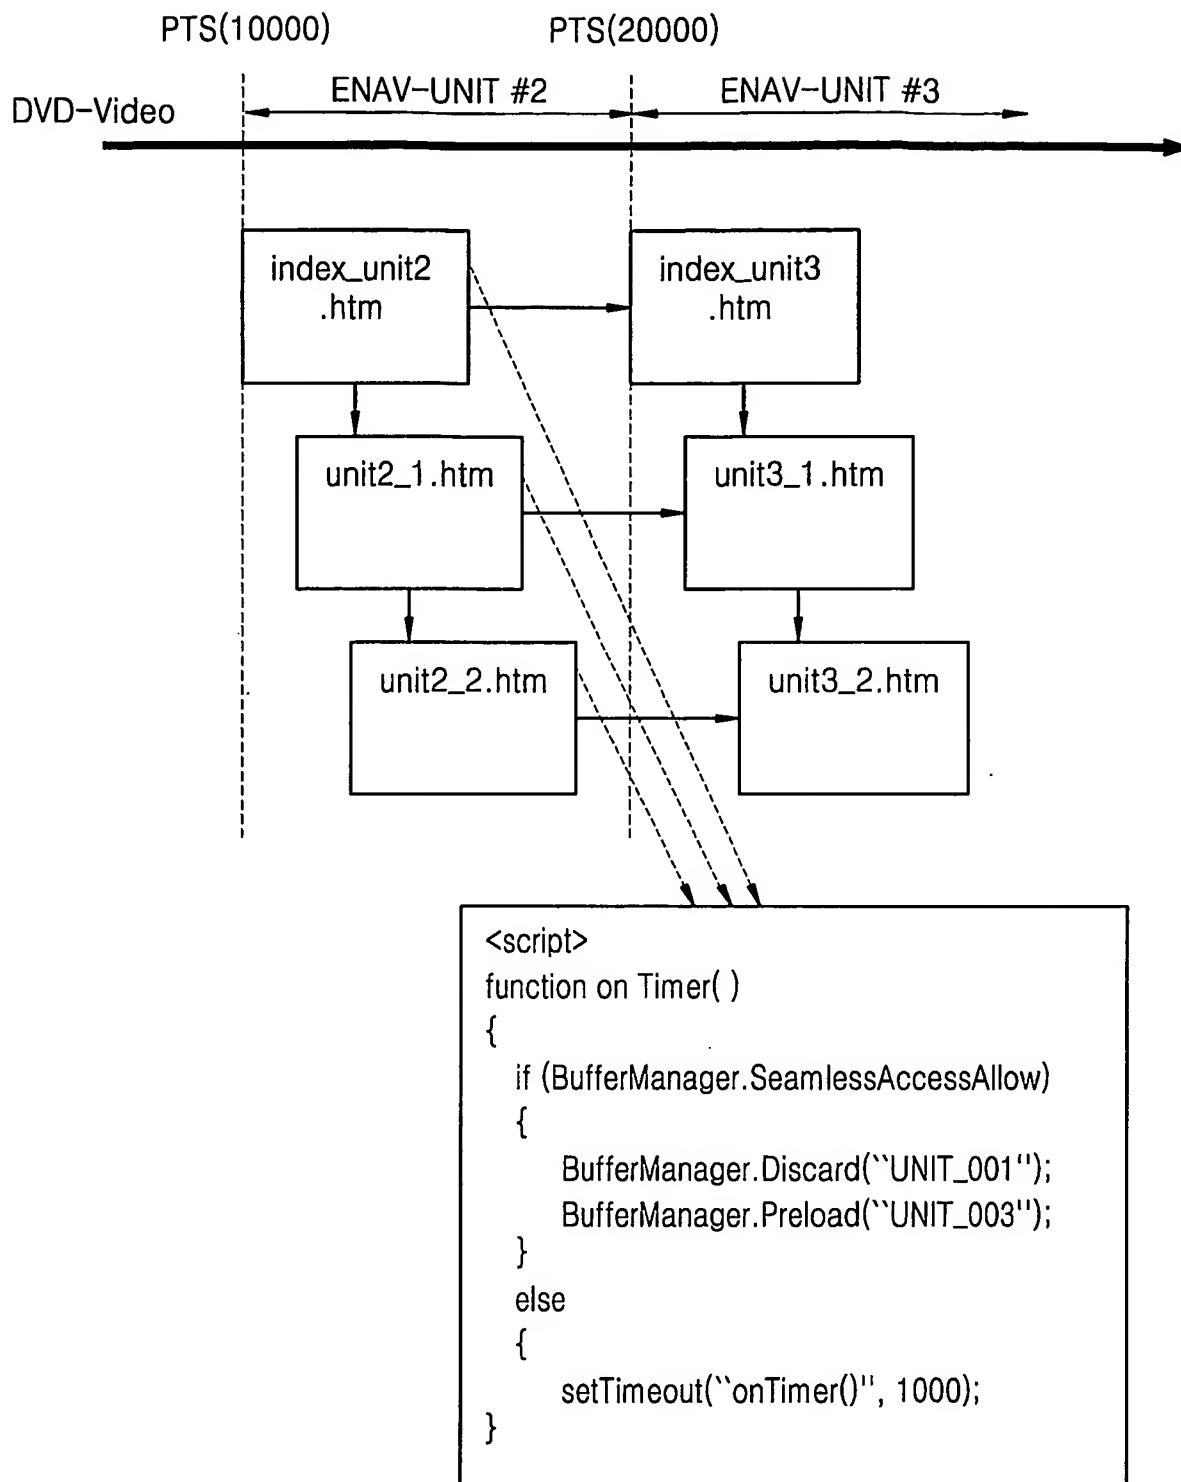 PTS(10000)
PTS(20000)
ENAV-UNIT #2
ENAV-UNIT #3
DVD-Video
index_unit2
.htm
index_unit3
.htm
unit2_1.htm
unit3_1.htm
unit2_2.htm
unit3_2.htm
<script>
function on Timer( )
{
if (BufferManager.SeamlessAccessAllow)
{
BufferManager.Discard(``UNIT_001'');
BufferManager.Preload(``UNIT_003'');
}
else
{
setTimeout(``onTimer()'', 1000);
}